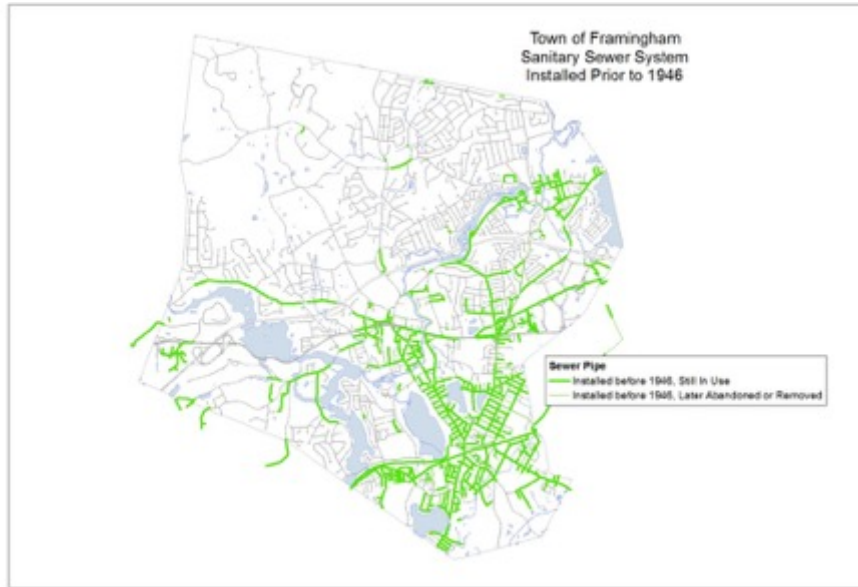 Town of Framingham
Sanitary Sewer System
Installed Prior to 1946
Sewer Pipe
Installed before 1946, Still In Use
Installed before 1946, Later Abandoned or Removed